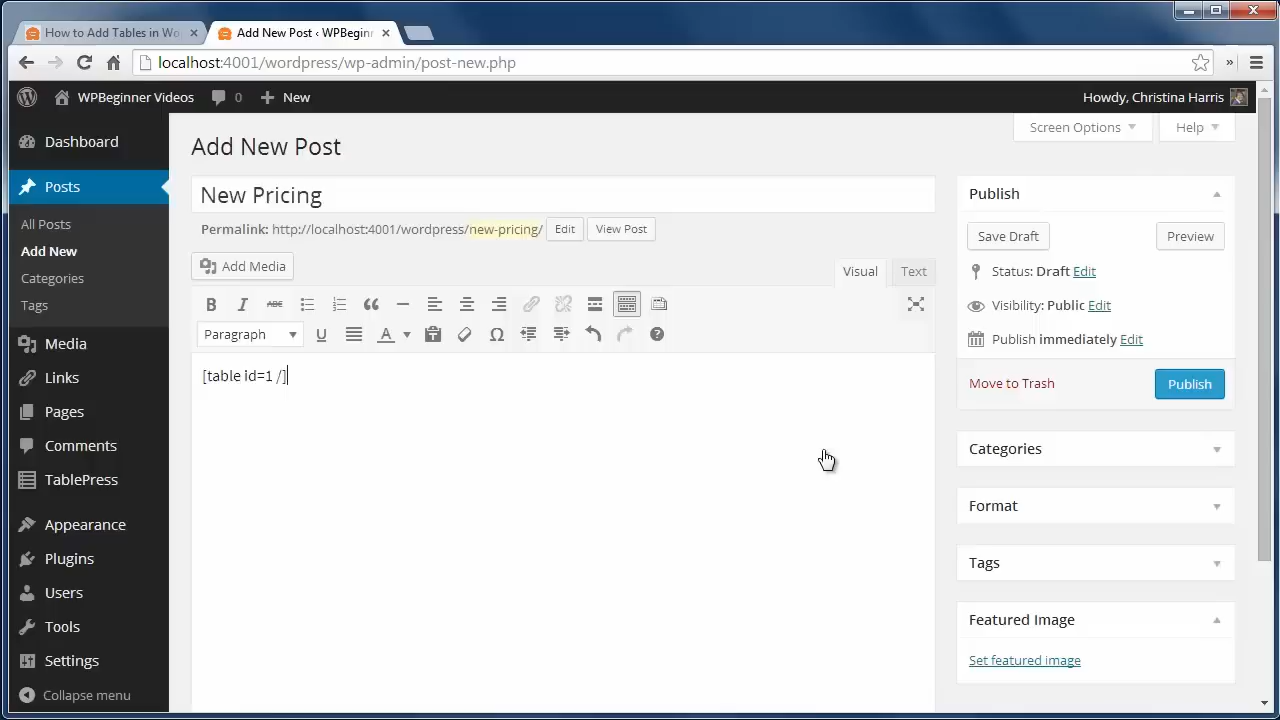 How to Add Tables in Wo
Add New Post ‹ WPBeginn
localhost:4001/wordpress/wp-admin/post-new.php
WPBeginner Videos 0 New Howdy, Christina Harris
Screen Options Help
Dashboard
Posts
All Posts
Add New
Categories
Tags
Media
Links
Pages
Comments
TablePress
Appearance
Plugins
Users
Tools
Settings
Collapse menu
Add New Post
New Pricing
Permalink: http://localhost:4001/wordpress/new-pricing/ Edit View Post
Add Media
Visual Text
B I ABC
Paragraph U A Ω ?
[table id=1 /]
Publish
Save Draft Preview
Status: Draft Edit
Visibility: Public Edit
Publish immediately Edit
Move to Trash Publish
Categories
Format
Tags
Featured Image
Set featured image